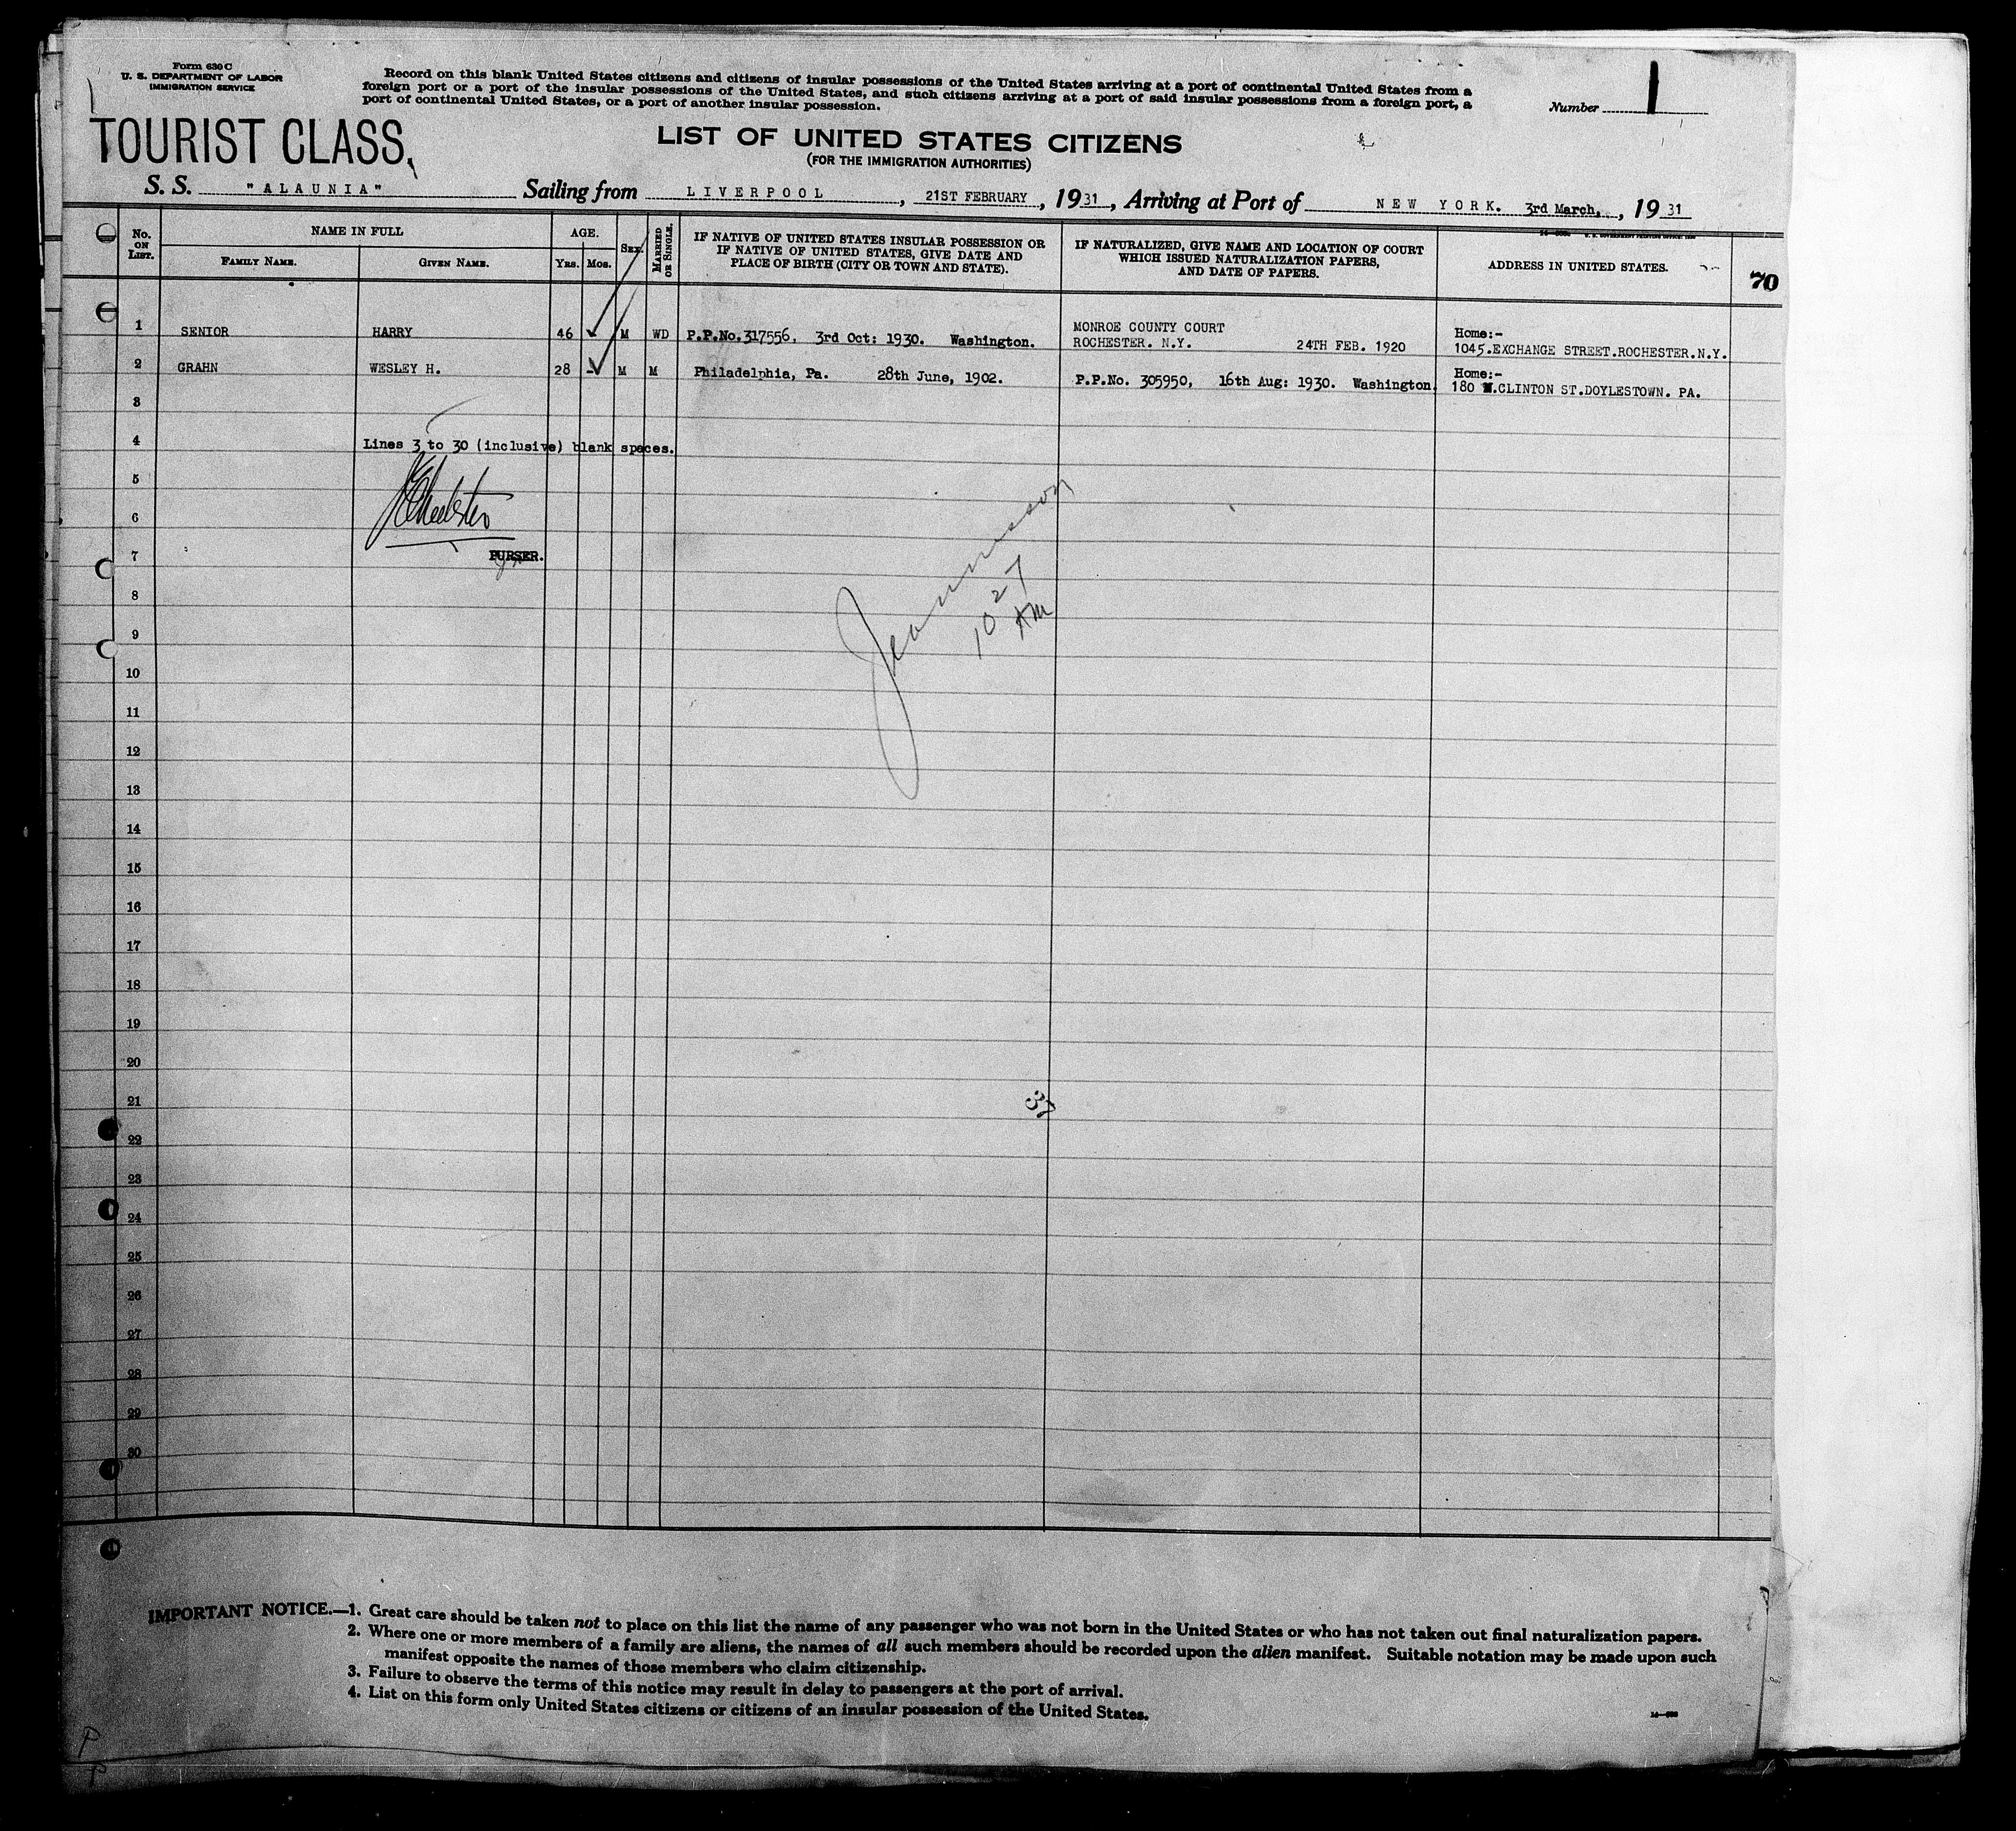 Form 630 C
U. S. DEPARTMENT OF LABOR
IMMIGRATION SERVICE
Record on this blank United States citizens and citizens of insular possessions of the United States arriving at a port of continental United States from a
foreign port or a port of the insular possessions of the United States, and such citizens arriving at a port of said insular possessions from a foreign port, a
port of continental United States, or a port of another insular possession.
Number 1
TOURIST CLASS,
LIST OF UNITED STATES CITIZENS
(FOR THE IMMIGRATION AUTHORITIES)
S. S. "ALAUNIA" Sailing from LIVERPOOL, 21ST FEBRUARY, 1931, Arriving at Port of NEW YORK. 3rd March, , 19 31
No. ON LIST.
NAME IN FULL
FAMILY NAME.
GIVEN NAME.
AGE.
YRS. MOS.
SEX.
MARRIED OR SINGLE.
IF NATIVE OF UNITED STATES INSULAR POSSESSION OR
IF NATIVE OF UNITED STATES, GIVE DATE AND
PLACE OF BIRTH (CITY OR TOWN AND STATE).
IF NATURALIZED, GIVE NAME AND LOCATION OF COURT
WHICH ISSUED NATURALIZATION PAPERS,
AND DATE OF PAPERS.
ADDRESS IN UNITED STATES.
70
1 SENIOR HARRY 46 M WD P.P.No.317556. 3rd Oct: 1930. Washington. MONROE COUNTY COURT
ROCHESTER. N.Y. 24TH FEB. 1920
Home:-
1045.EXCHANGE STREET.ROCHESTER.N.Y.
2 GRAHN WESLEY H. 28 M M Philadelphia, Pa. 28th June, 1902. P.P.No. 305950, 16th Aug: 1930. Washington.
Home:-
180 W.CLINTON ST.DOYLESTOWN. PA.
3
4 Lines 3 to 30 (inclusive) blank spaces.
5
6
7 PURSER.
8
9
10 27 AM
10
11
12
13
14
15
16
17
18
19
20
21
37
22
23
24
25
26
27
28
29
30
IMPORTANT NOTICE.—1. Great care should be taken not to place on this list the name of any passenger who was not born in the United States or who has not taken out final naturalization papers.
2. Where one or more members of a family are aliens, the names of all such members should be recorded upon the alien manifest. Suitable notation may be made upon such
manifest opposite the names of those members who claim citizenship.
3. Failure to observe the terms of this notice may result in delay to passengers at the port of arrival.
4. List on this form only United States citizens or citizens of an insular possession of the United States.
P
P